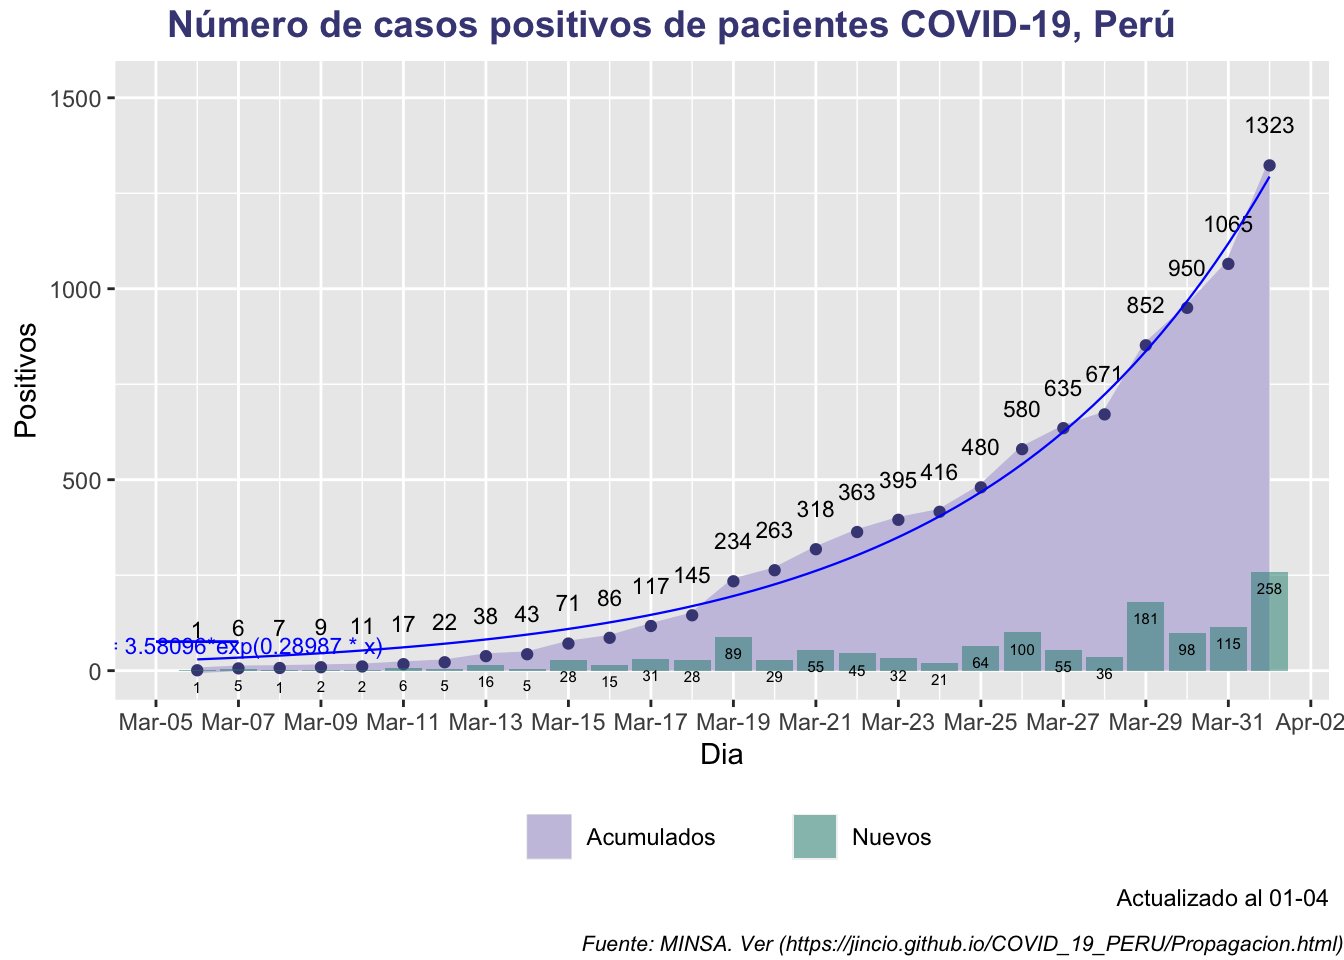 Número de casos positivos de pacientes COVID-19, Perú
1500
1000
500
0
Positivos
1 6 7 9 11 17 22 38 43 71 86 117 145 234 263 318 363 395 416 480 580 635 671 852 950 1065 1323
= 3.58096*exp(0.28987 * x)
1 5 1 2 2 6 5 16 5 28 15 31 28 89 29 55 45 32 21 64 100 55 36 181 98 115 258
Mar-05 Mar-07 Mar-09 Mar-11 Mar-13 Mar-15 Mar-17 Mar-19 Mar-21 Mar-23 Mar-25 Mar-27 Mar-29 Mar-31 Apr-02
Dia
Acumulados Nuevos
Actualizado al 01-04
Fuente: MINSA. Ver (https://jincio.github.io/COVID_19_PERU/Propagacion.html)